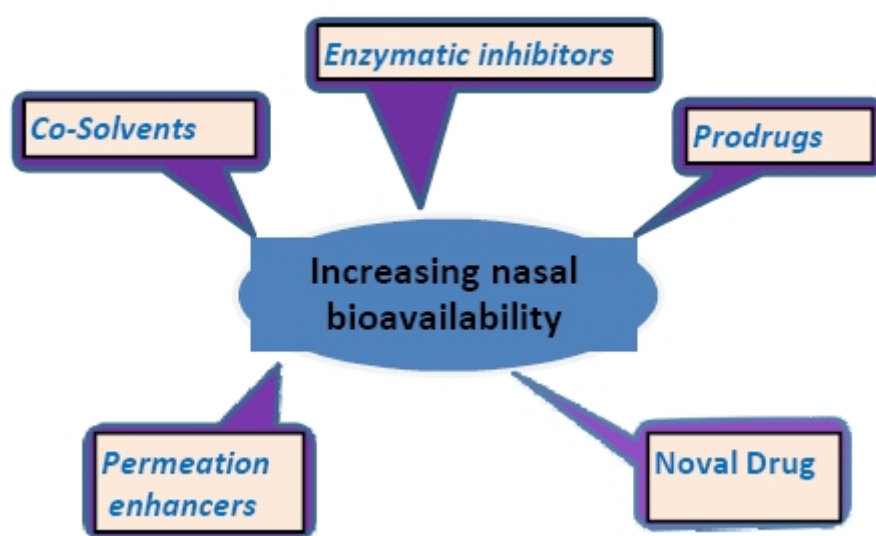 Enzymatic inhibitors
Co-Solvents
Prodrugs
Increasing nasal
bioavailability
Permeation
enhancers
Noval Drug